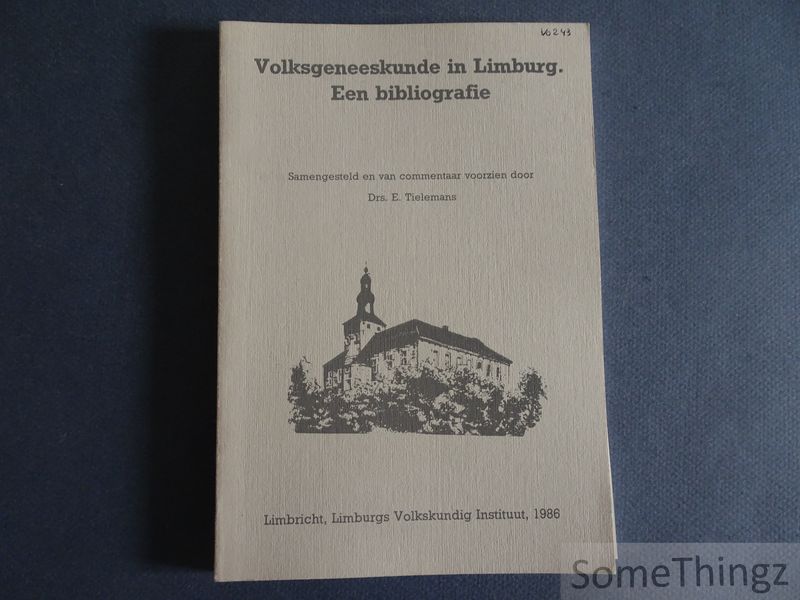 V6243
Volksgeneeskunde in Limburg.
Een bibliografie
Samengesteld en van commentaar voorzien door
Drs. E. Tielemans
Limbricht, Limburgs Volkskundig Instituut, 1986
SomeThingz